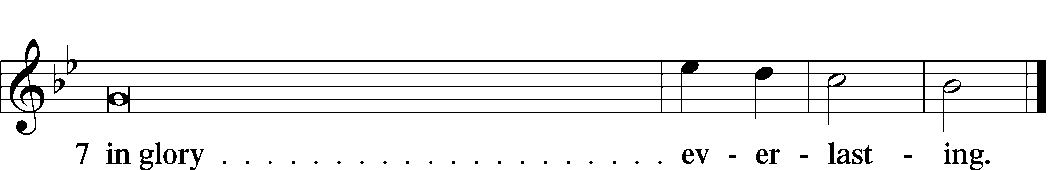 7 in glory . . . . . . . . . . . . . . . . . . . . ev - er - last - ing.